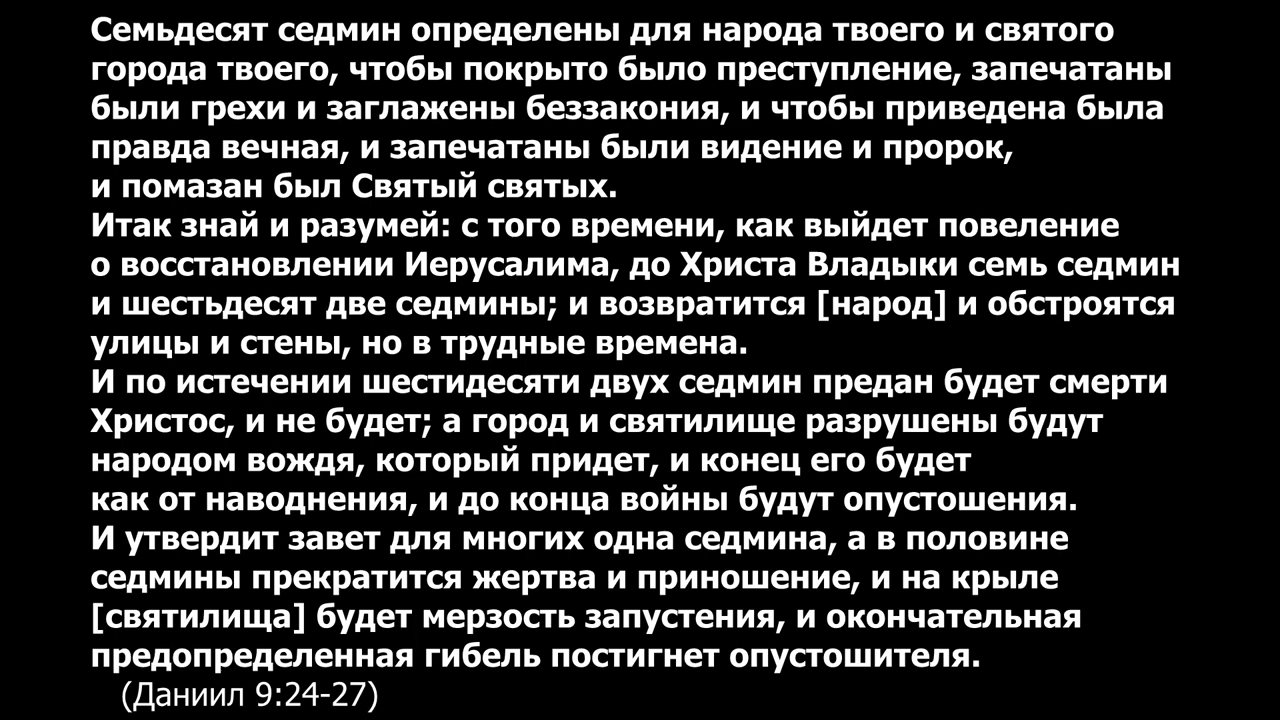 Семьдесят седмин определены для народа твоего и святого
города твоего, чтобы покрыто было преступление, запечатаны
были грехи и заглажены беззакония, и чтобы приведена была
правда вечная, и запечатаны были видение и пророк,
и помазан был Святый святых.
Итак знай и разумей: с того времени, как выйдет повеление
о восстановлении Иерусалима, до Христа Владыки семь седмин
и шестьдесят две седмины; и возвратится [народ] и обстроятся
улицы и стены, но в трудные времена.
И по истечении шестидесяти двух седмин предан будет смерти
Христос, и не будет; а город и святилище разрушены будут
народом вождя, который придет, и конец его будет
как от наводнения, и до конца войны будут опустошения.
И утвердит завет для многих одна седмина, а в половине
седмины прекратится жертва и приношение, и на крыле
[святилища] будет мерзость запустения, и окончательная
предопределенная гибель постигнет опустошителя.
(Даниил 9:24-27)